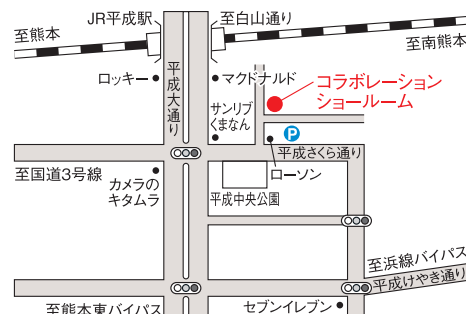 JR平成駅
至白山通り
至熊本
至南熊本
ロッキー
マクドナルド
コラボレーション
ショールーム
平成大通り
サンリブ
くまなん
P
平成さくら通り
至国道3号線
カメラの
キタムラ
ローソン
平成中央公園
至浜線バイパス
平成けやき通り
至熊本東バイパス
セブンイレブン